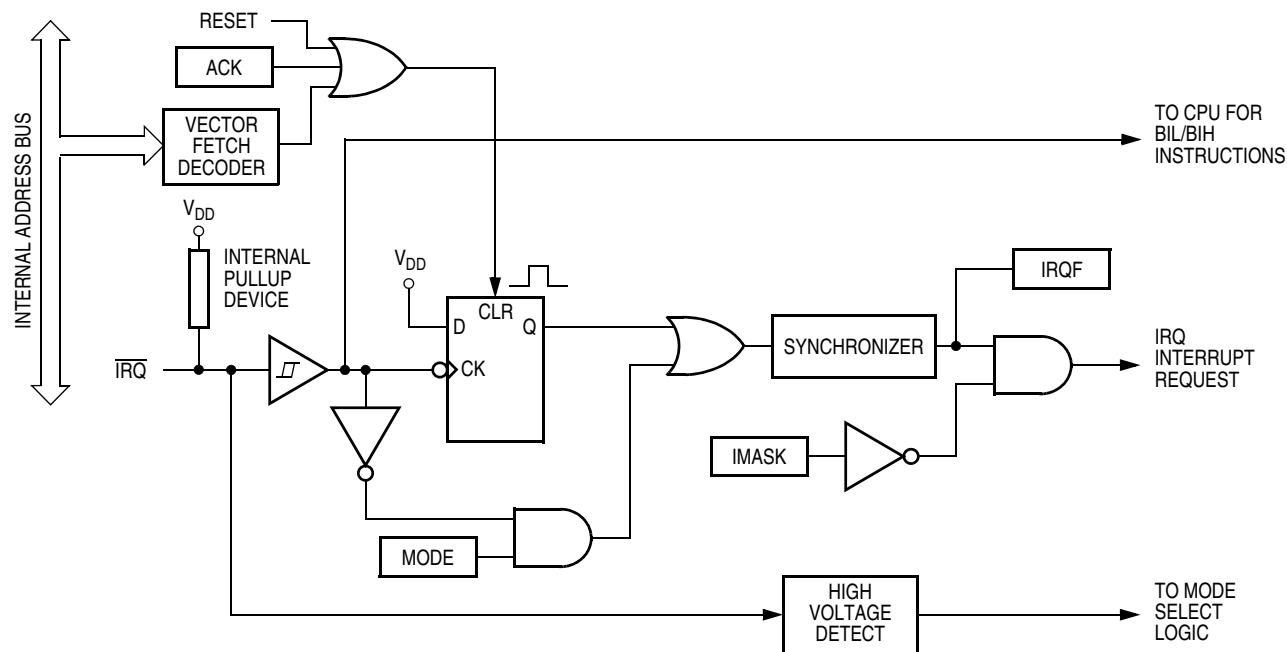 RESET
ACK
INTERNAL ADDRESS BUS
VECTOR
FETCH
DECODER
TO CPU FOR
BIL/BIH
INSTRUCTIONS
VDD
INTERNAL
PULLUP
DEVICE
VDD
CLR
D
Q
CK
IRQF
IRQ
SYNCHRONIZER
IRQ
INTERRUPT
REQUEST
IMASK
MODE
HIGH
VOLTAGE
DETECT
TO MODE
SELECT
LOGIC